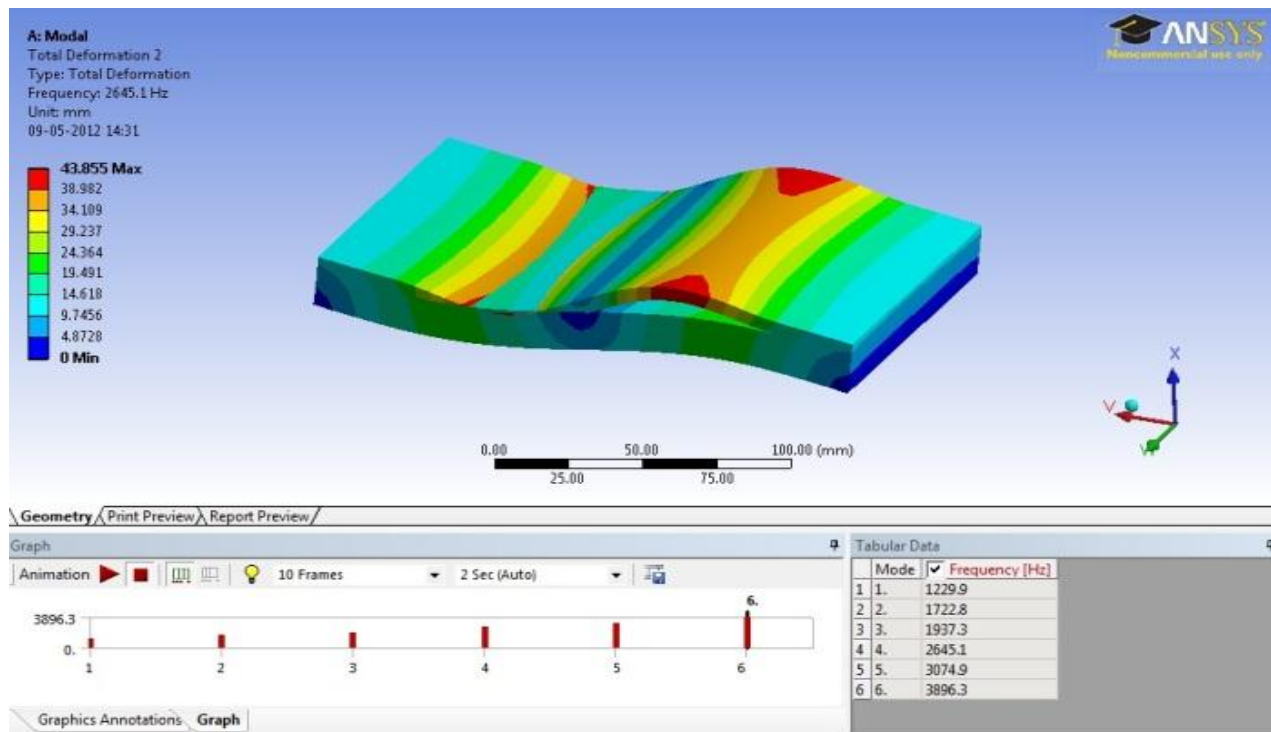 A: Modal
Total Deformation 2
Type: Total Deformation
Frequency: 2645.1 Hz
Unit: mm
09-05-2012 14:31
ANSYS
Noncommercial use only
43.855 Max
38.982
34.109
29.237
24.364
19.491
14.618
9.7456
4.8728
0 Min
X
0.00 50.00 100.00 (mm)
25.00 75.00
Geometry Print Preview Report Preview
Graph
Animation 10 Frames 2 Sec (Auto)
6.
3896.3
0.
1 2 3 4 5 6
Graphics Annotations Graph
Tabular Data
Mode Frequency [Hz]
1 1. 1229.9
2 2. 1722.8
3 3. 1937.3
4 4. 2645.1
5 5. 3074.9
6 6. 3896.3